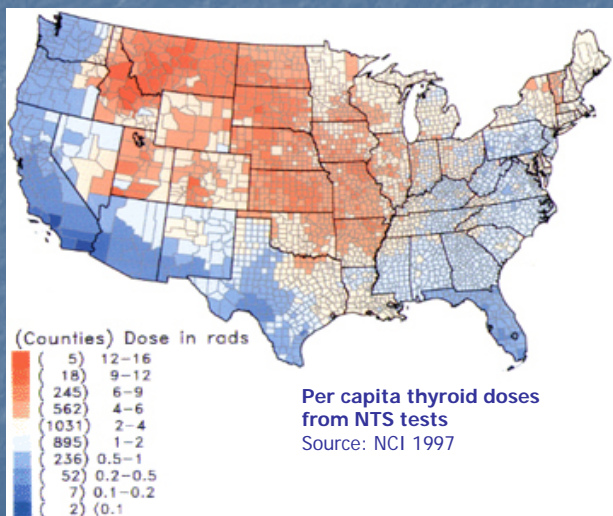 (Counties) Dose in rads
( 5) 12-16
( 18) 9-12
( 245) 6-9
( 562) 4-6
(1031) 2-4
( 895) 1-2
( 236) 0.5-1
( 52) 0.2-0.5
( 7) 0.1-0.2
( 2) (0.1
Per capita thyroid doses
from NTS tests
Source: NCI 1997